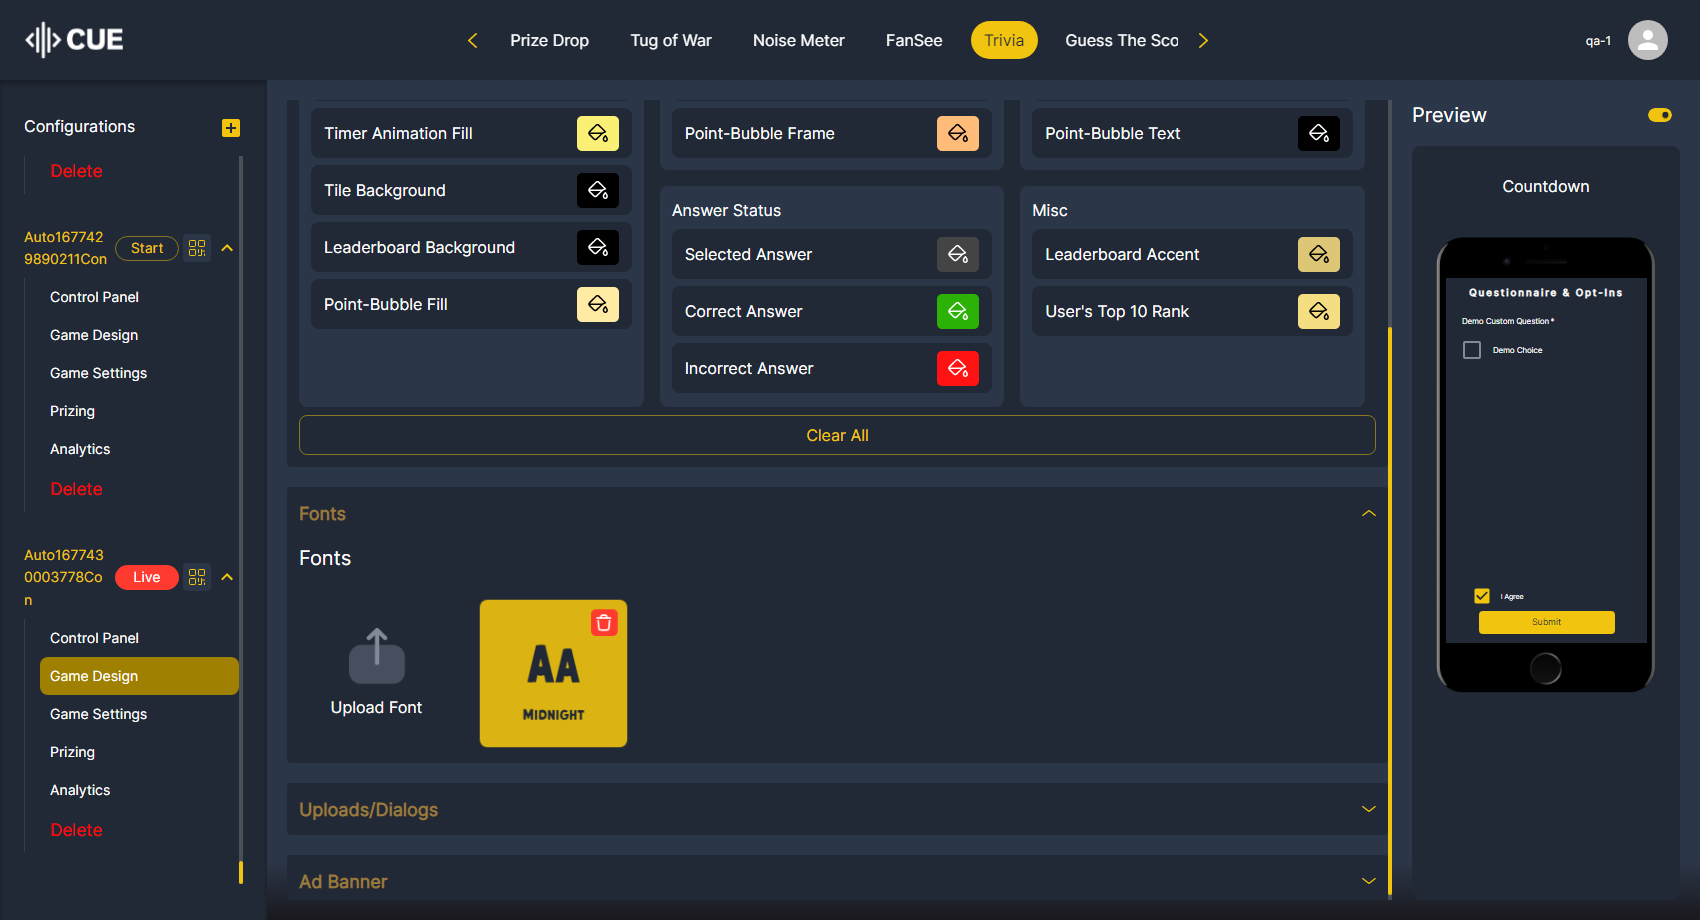 CUE
Prize Drop
Tug of War
Noise Meter
FanSee
Trivia
Guess The Sco
qa-1
Configurations
Delete
Auto167742
9890211Con
Start
Control Panel
Game Design
Game Settings
Prizing
Analytics
Delete
Auto167743
0003778Co
n
Live
Control Panel
Game Design
Game Settings
Prizing
Analytics
Delete
Timer Animation Fill
Tile Background
Leaderboard Background
Point-Bubble Fill
Point-Bubble Frame
Answer Status
Selected Answer
Correct Answer
Incorrect Answer
Point-Bubble Text
Misc
Leaderboard Accent
User's Top 10 Rank
Clear All
Fonts
Fonts
Upload Font
AA
MIDNIGHT
Uploads/Dialogs
Ad Banner
Preview
Countdown
Questionnaire & Opt-Ins
Demo Custom Question *
Demo Choice
I Agree
Submit